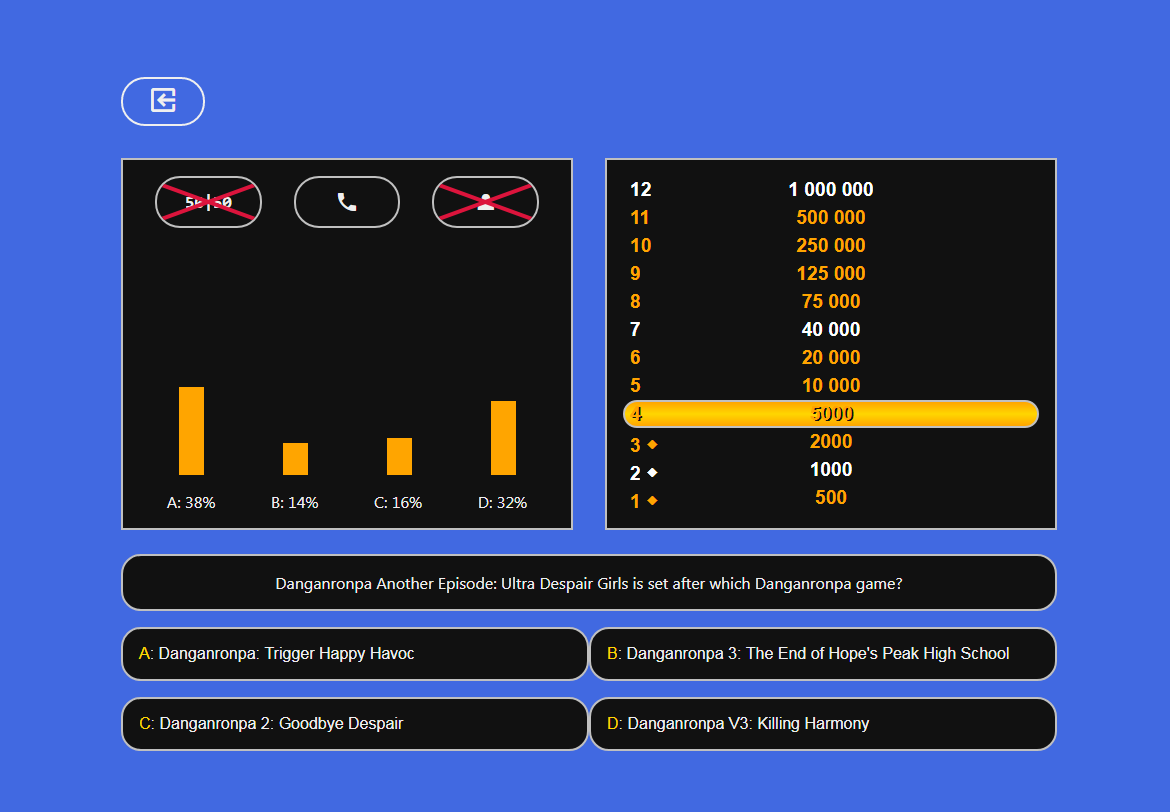 50|50
12 1 000 000
11 500 000
10 250 000
9 125 000
8 75 000
7 40 000
6 20 000
5 10 000
4 5000
3 ◆ 2000
2 ◆ 1000
1 ◆ 500
A: 38% B: 14% C: 16% D: 32%
Danganronpa Another Episode: Ultra Despair Girls is set after which Danganronpa game?
A: Danganronpa: Trigger Happy Havoc
B: Danganronpa 3: The End of Hope's Peak High School
C: Danganronpa 2: Goodbye Despair
D: Danganronpa V3: Killing Harmony